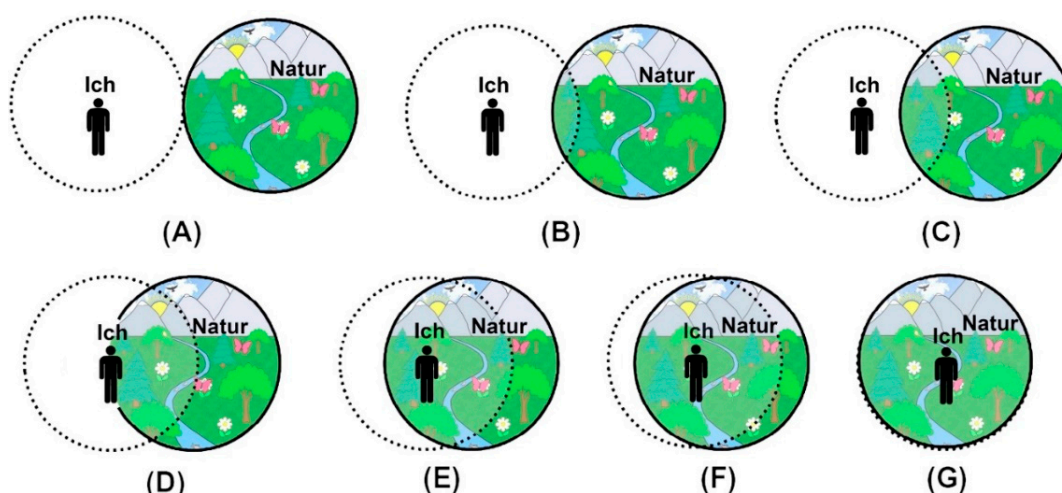 Ich
Natur
(A)
Ich
Natur
(B)
Ich
Natur
(C)
Ich
Natur
(D)
Ich
Natur
(E)
Ich
Natur
(F)
Ich
Natur
(G)